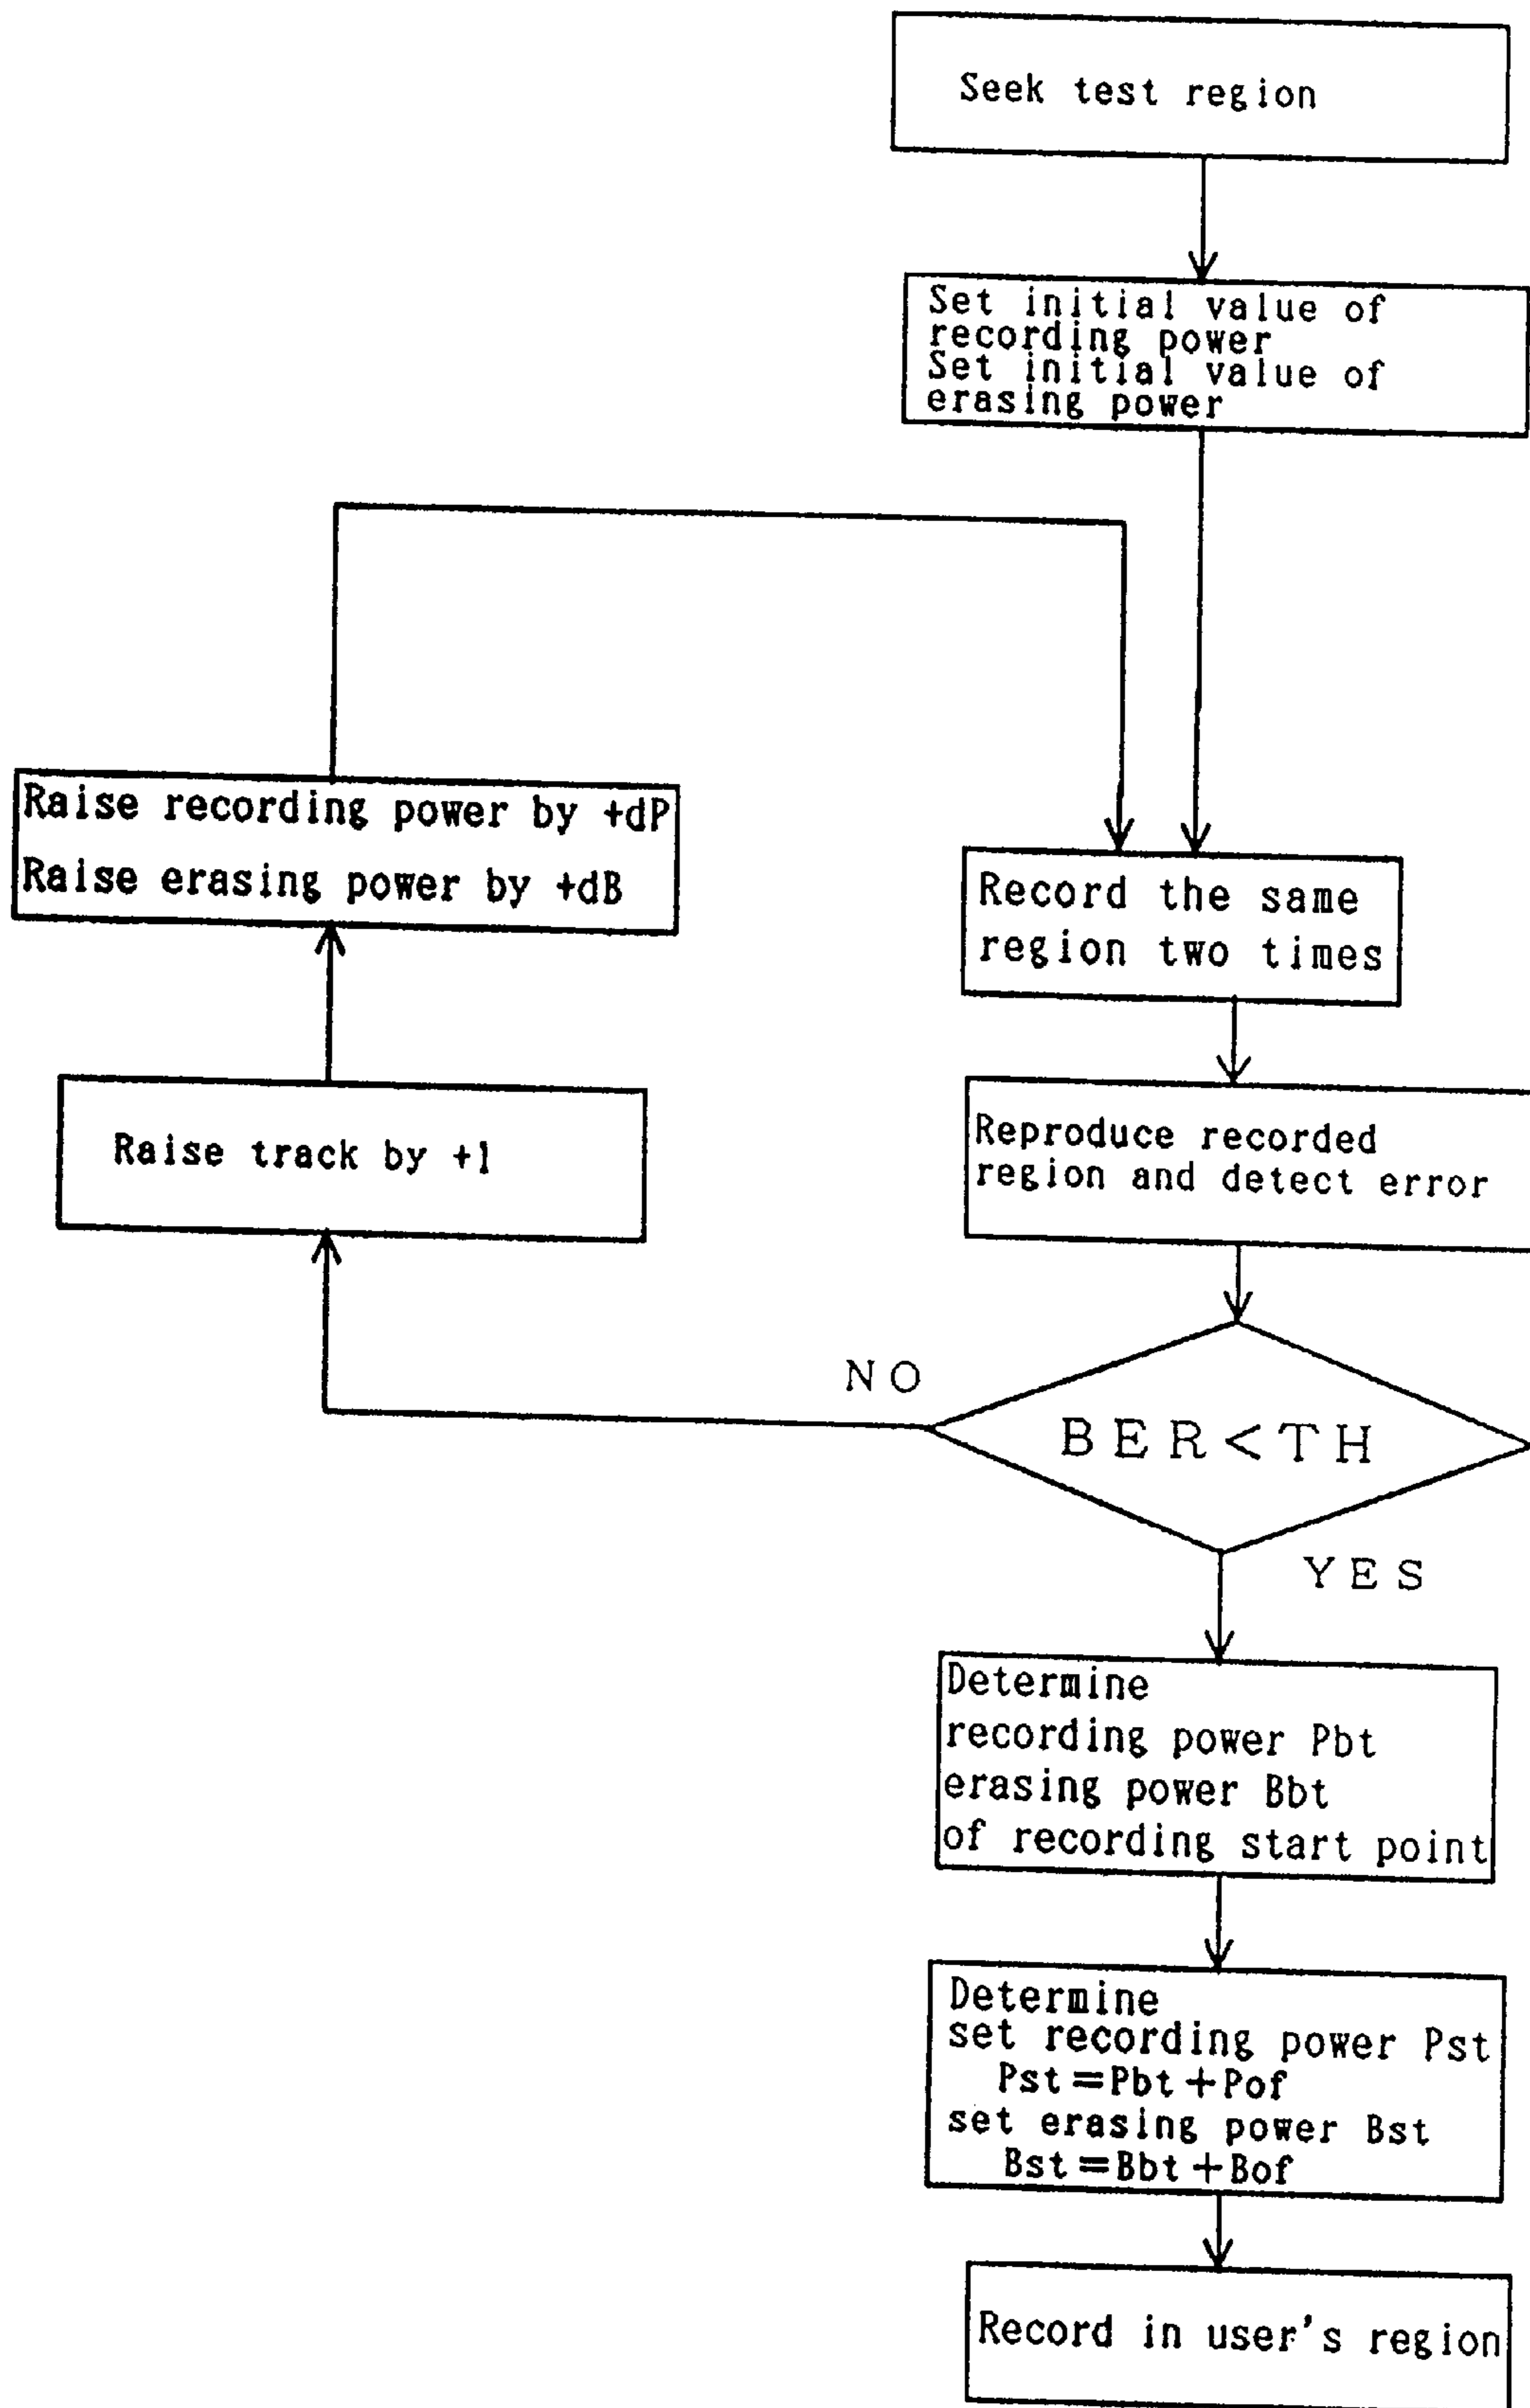 Seek test region
Set initial value of
recording power
Set initial value of
erasing power
Raise recording power by +dP
Raise erasing power by +dB
Record the same
region two times
Raise track by +1
Reproduce recorded
region and detect error
NO
BER<TH
YES
Determine
recording power Pbt
erasing power Bbt
of recording start point
Determine
set recording power Pst
Pst=Pbt+Pof
set erasing power Bst
Bst=Bbt+Bof
Record in user's region